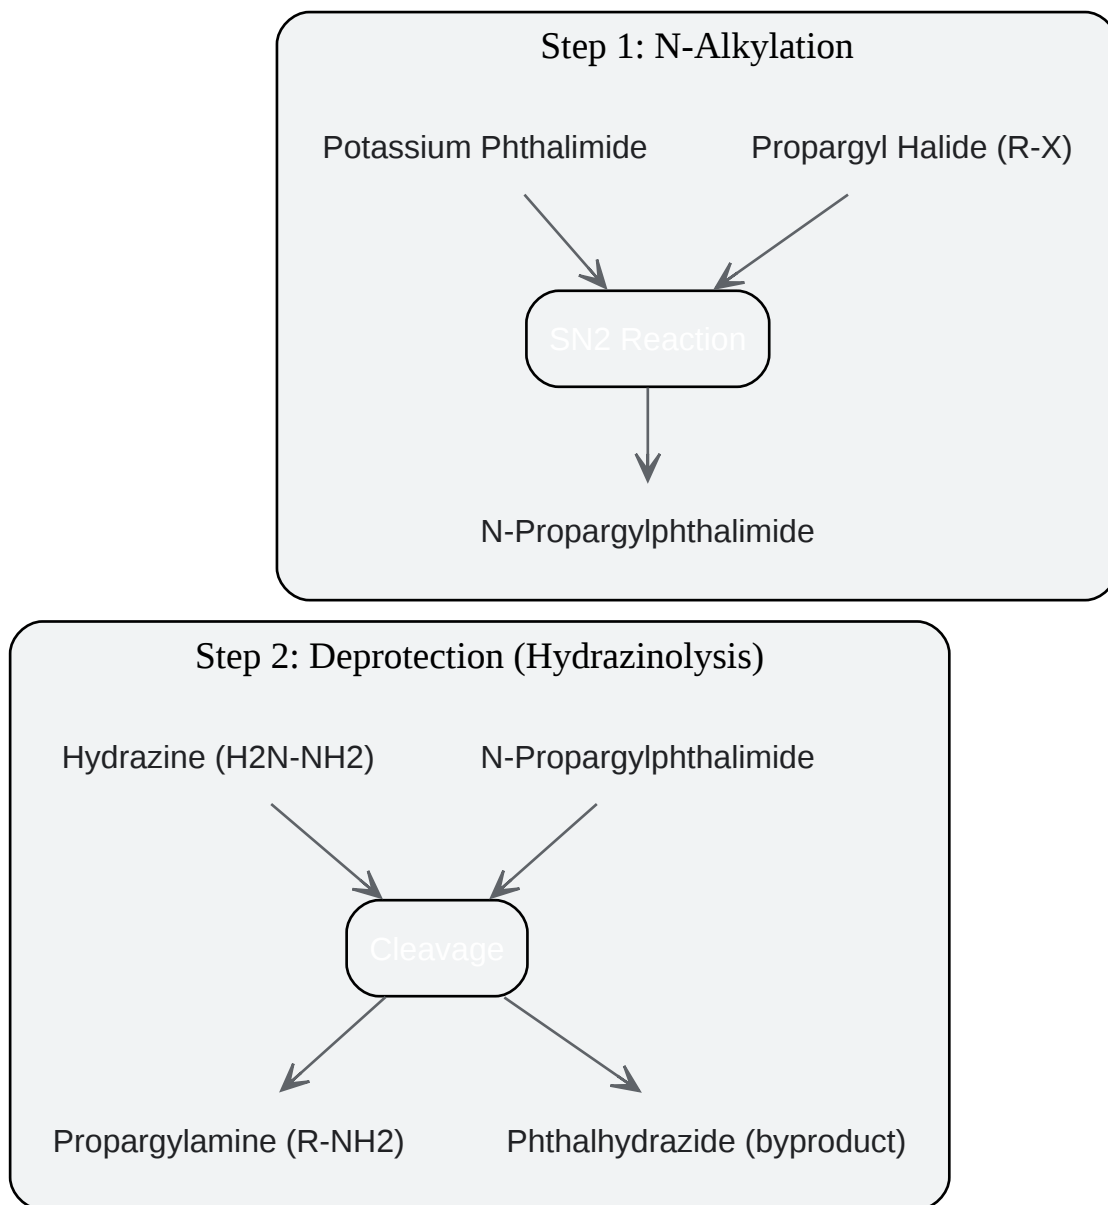 Step 1: N-Alkylation
Potassium Phthalimide
Propargyl Halide (R-X)
SN2 Reaction
N-Propargylphthalimide
Step 2: Deprotection (Hydrazinolysis)
Hydrazine (H2N-NH2)
N-Propargylphthalimide
Cleavage
Propargylamine (R-NH2)
Phthalhydrazide (byproduct)